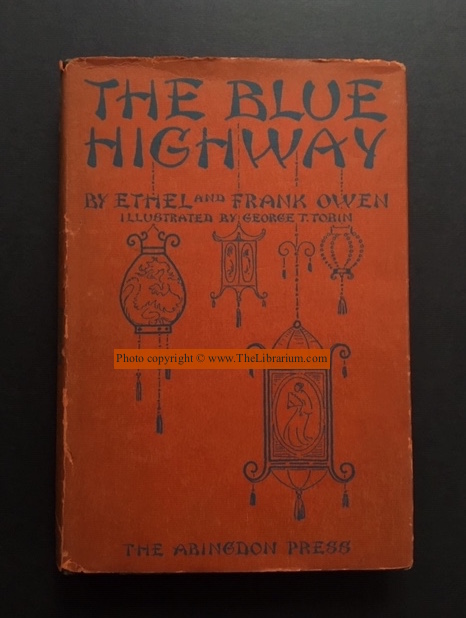 THE BLUE
HIGHWAY
BY ETHEL AND FRANK OWEN
ILLUSTRATED BY GEORGE T. TOBIN
Photo copyright © www.TheLibrarium.com
THE ABINGDON PRESS